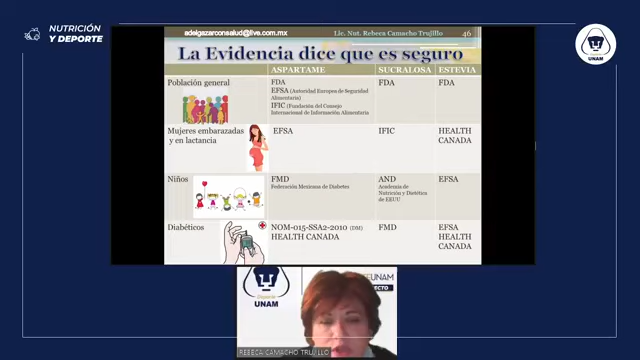 NUTRICIÓN
Y DEPORTE
adelgazarconsalud@live.com.mx
Lic. Nut. Rebeca Camacho Trujillo
46
La Evidencia dice que es seguro
ASPARTAME SUCRALOSA ESTEVIA
Población general
FDA
EFSA (Autoridad Europea de Seguridad
Alimentaria)
IFIC (Fundación del Consejo
Internacional de Información Alimentaria)
FDA
FDA
Mujeres embarazadas
y en lactancia
EFSA
IFIC
HEALTH
CANADA
Niños
FMD
Federación Mexicana de Diabetes
AND
Academia de
Nutrición y Dietética
de EEUU
EFSA
Diabéticos
NOM-015-SSA2-2010 (DM)
HEALTH CANADA
FMD
EFSA
HEALTH
CANADA
Deporte
UNAM
UNAM
REBECA CAMACHO TRUJILLO